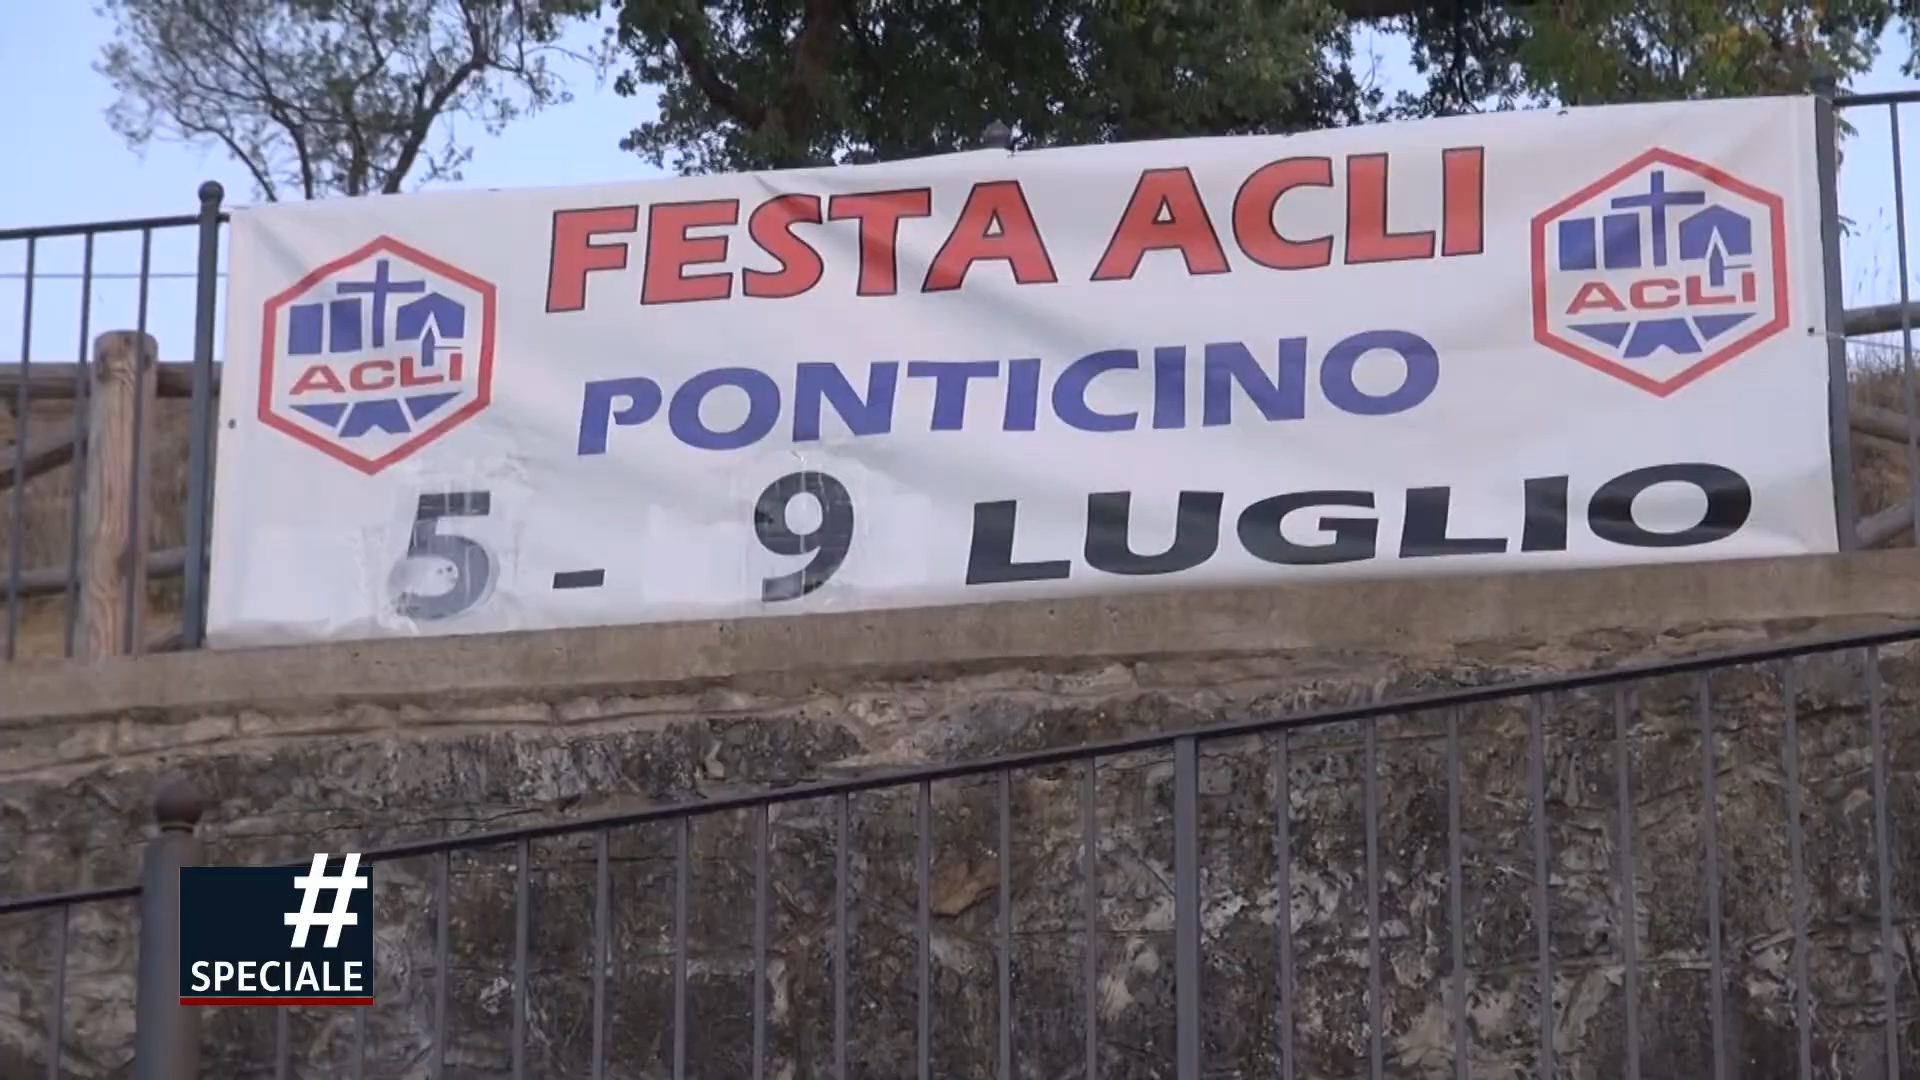 FESTA ACLI
ACLI
ACLI
PONTICINO
5 - 9 LUGLIO
#
SPECIALE